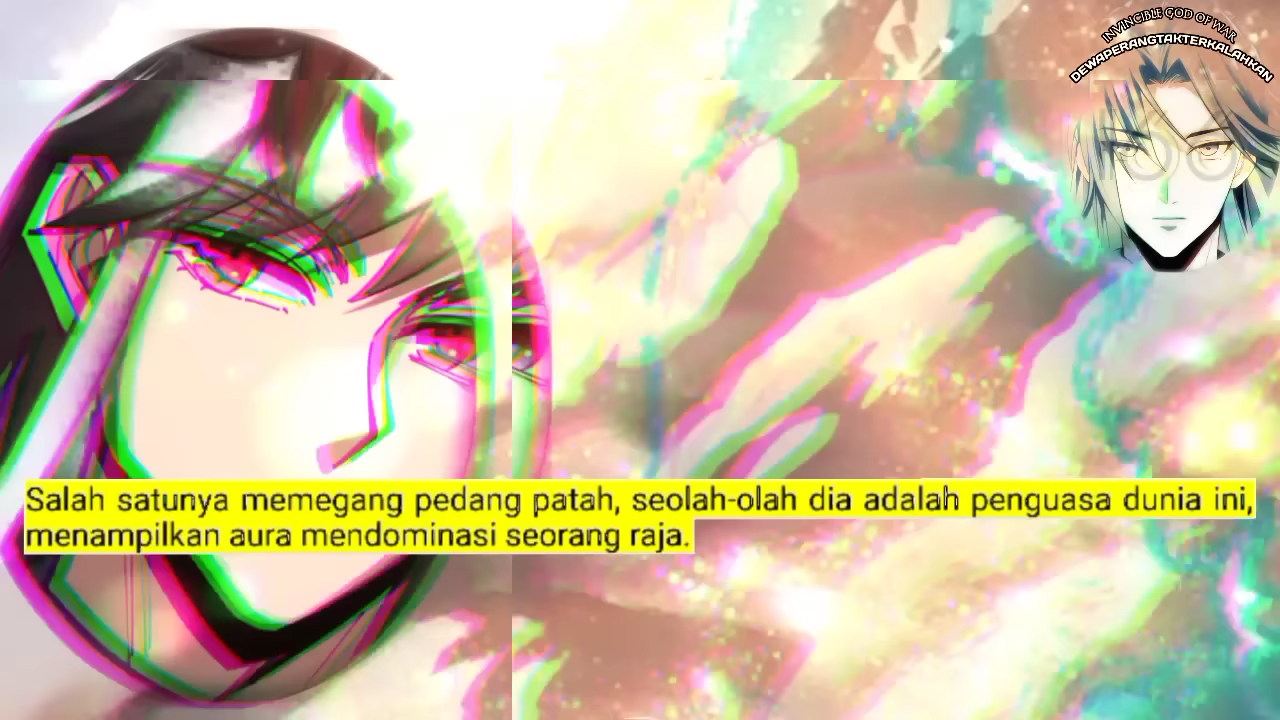 INVINCIBLE GOD OF WAR
DEWAPERANGTAKTERKALAHKAN
Salah satunya memegang pedang patah, seolah-olah dia adalah penguasa dunia ini,
menampilkan aura mendominasi seorang raja.